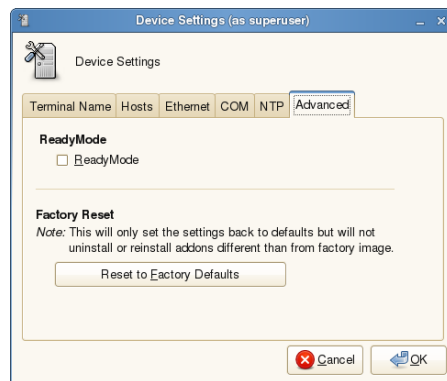 Device Settings (as superuser)
Device Settings
Terminal Name Hosts Ethernet COM NTP Advanced
ReadyMode
ReadyMode
Factory Reset
Note: This will only set the settings back to defaults but will not
uninstall or reinstall addons different than from factory image.
Reset to Factory Defaults
Cancel OK